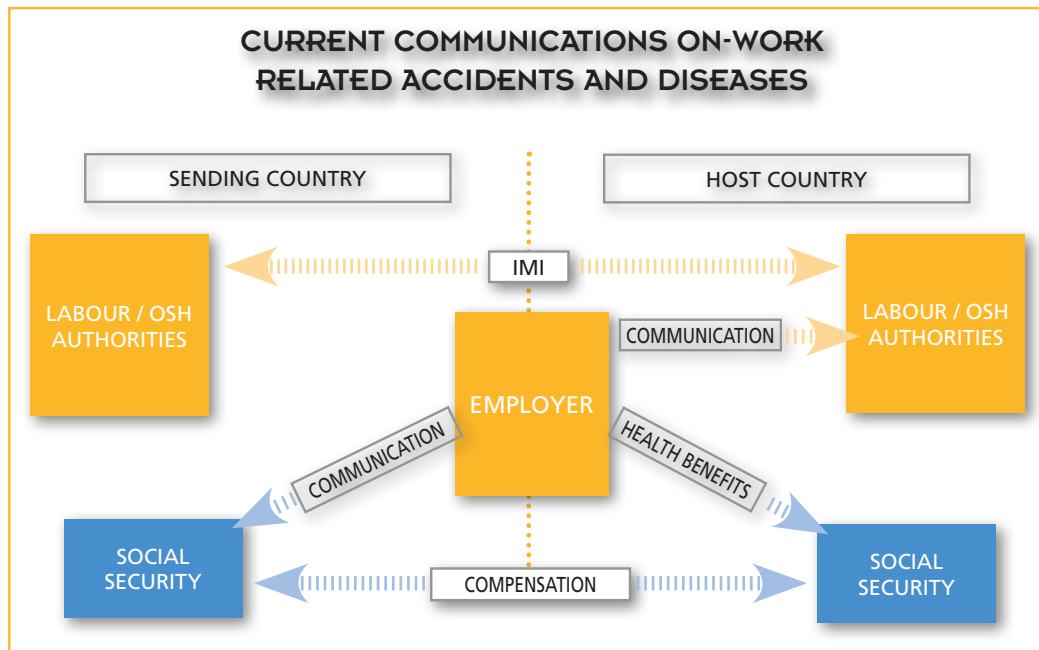 CURRENT COMMUNICATIONS ON-WORK
RELATED ACCIDENTS AND DISEASES
SENDING COUNTRY
HOST COUNTRY
IMI
LABOUR / OSH
AUTHORITIES
COMMUNICATION
LABOUR / OSH
AUTHORITIES
EMPLOYER
COMMUNICATION
HEALTH BENEFITS
SOCIAL
SECURITY
COMPENSATION
SOCIAL
SECURITY